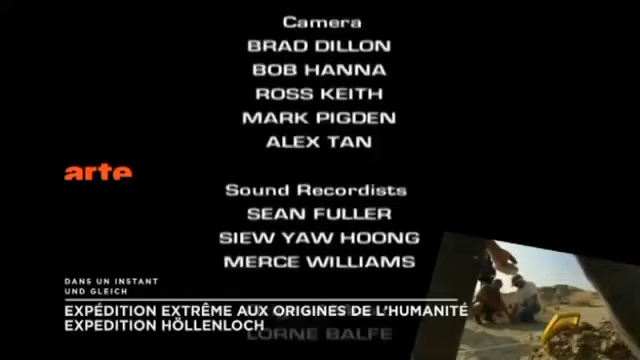 Camera
BRAD DILLON
BOB HANNA
ROSS KEITH
MARK PIGDEN
ALEX TAN
arte
Sound Recordists
SEAN FULLER
SIEW YAW HOONG
MERCE WILLIAMS
DANS UN INSTANT
UND GLEICH
EXPÉDITION EXTRÊME AUX ORIGINES DE L'HUMANITÉ
EXPEDITION HÖLLENLOCH
LORNE BALFE